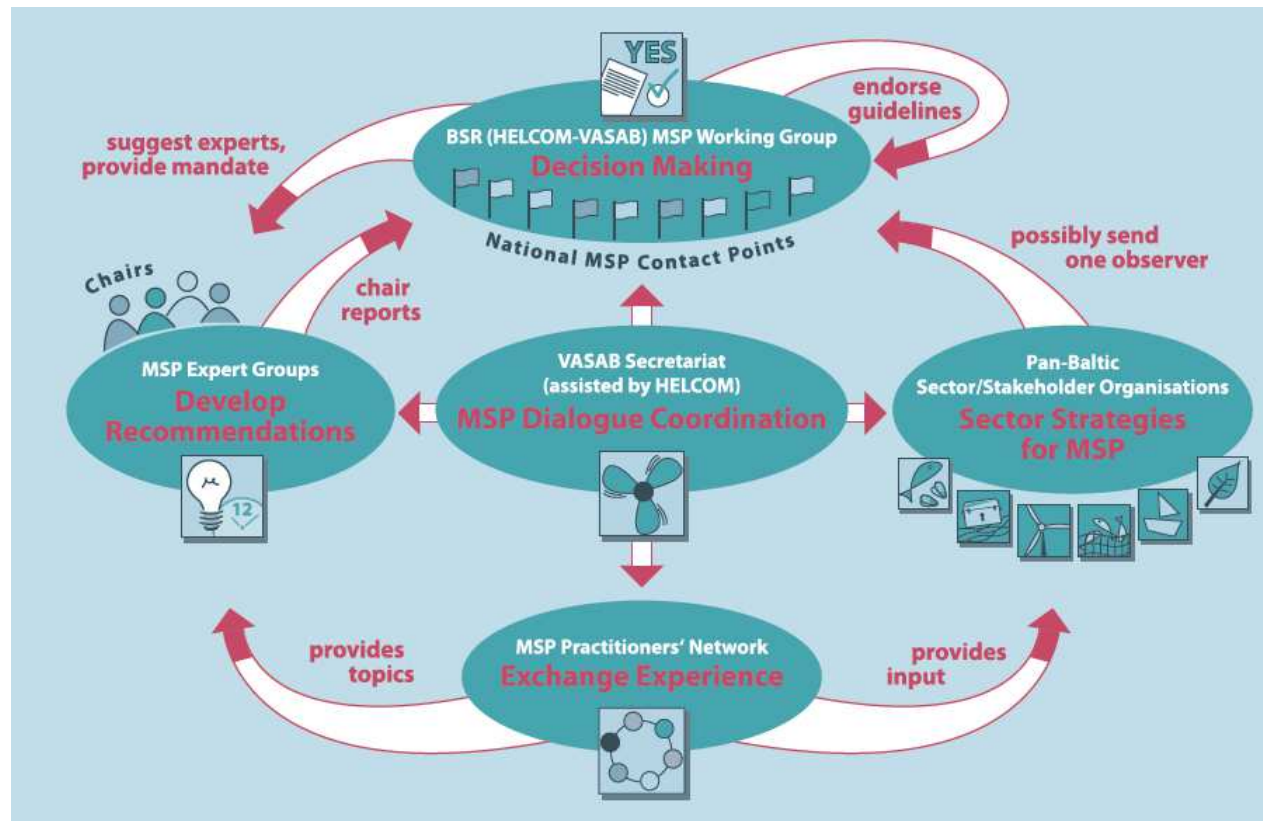 YES
endorse
guidelines
suggest experts,
provide mandate
BSR (HELCOM-VASAB) MSP Working Group
Decision Making
National MSP Contact Points
possibly send
one observer
Chairs
chair
reports
MSP Expert Groups
Develop
Recommendations
12
VASAB Secretariat
(assisted by HELCOM)
MSP Dialogue Coordination
Pan-Baltic
Sector/Stakeholder Organisations
Sector Strategies
for MSP
provides
topics
MSP Practitioners‘ Network
Exchange Experience
provides
input